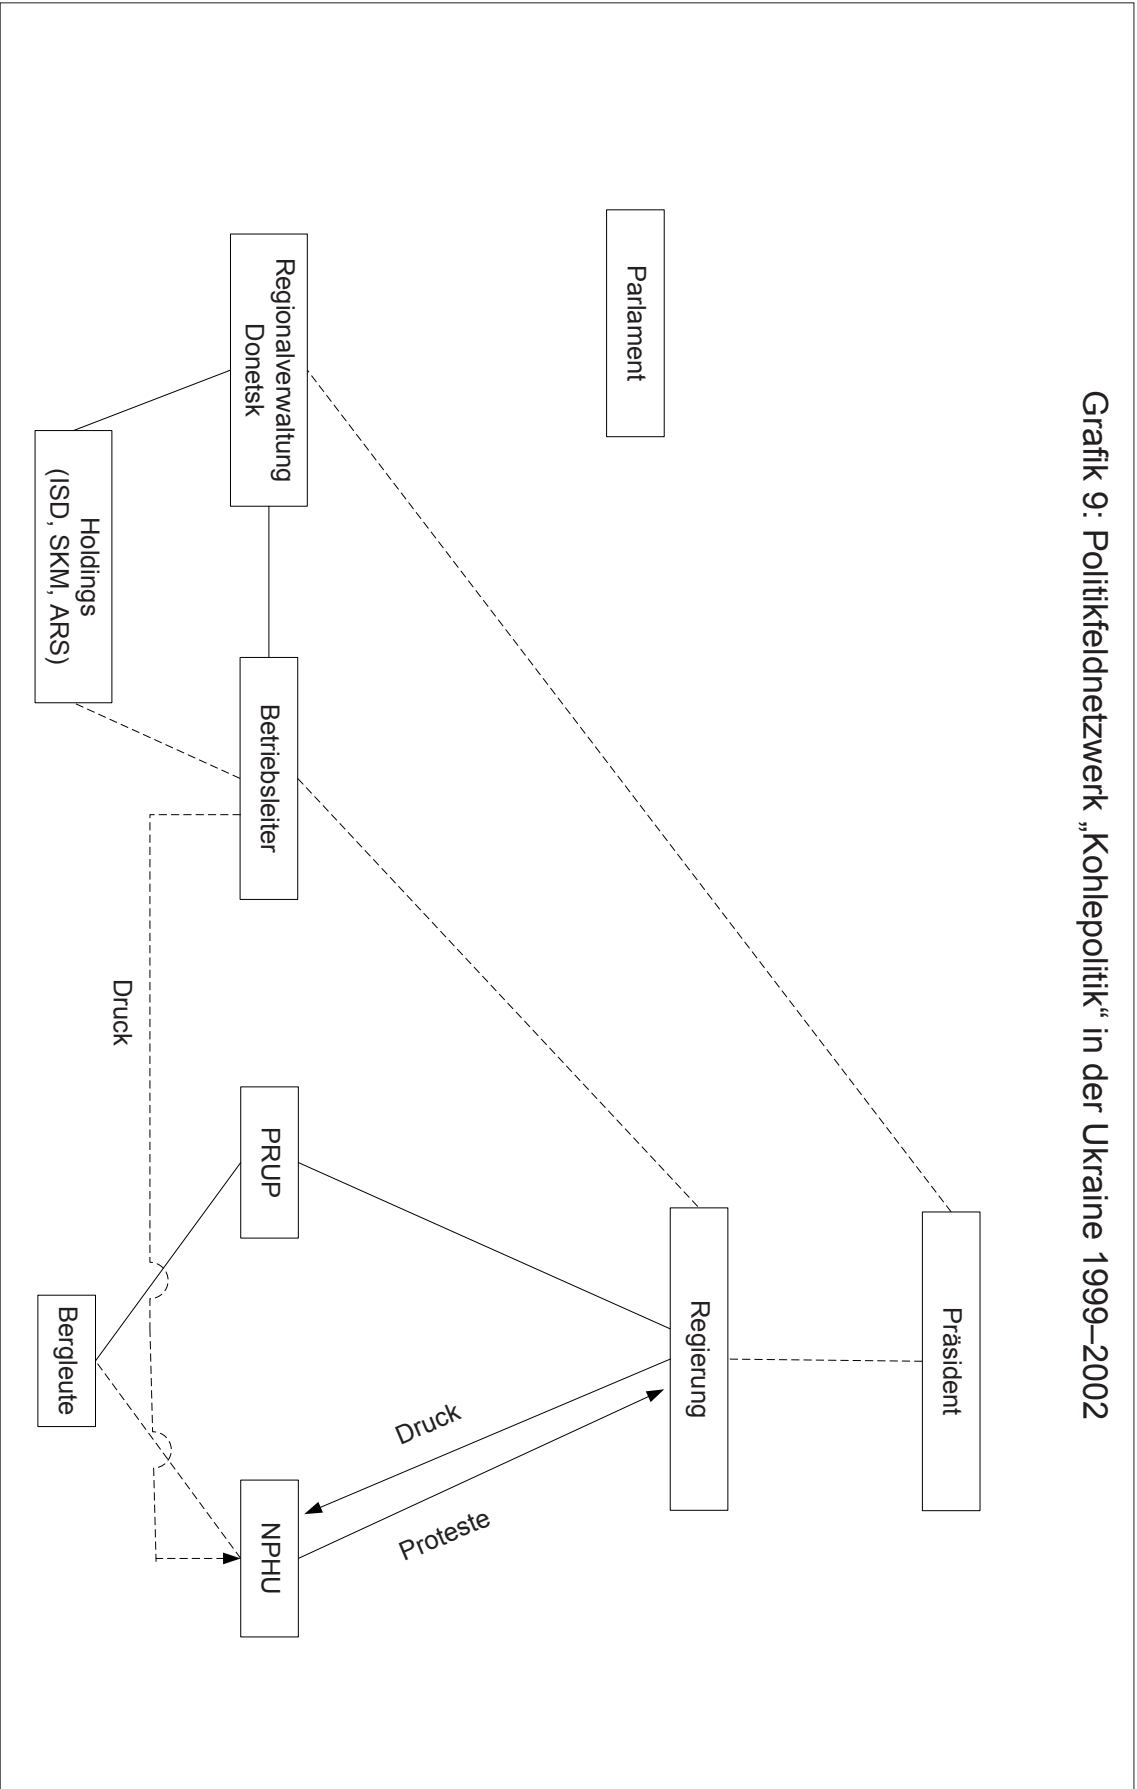 Grafik 9: Politikfeldnetzwerk „Kohlepolitik“ in der Ukraine 1999–2002
Präsident
Parlament
Regierung
Druck
Proteste
Regionalverwaltung
Donetsk
Betriebsleiter
PRUP
NPHU
Druck
Holdings
(ISD, SKM, ARS)
Bergleute